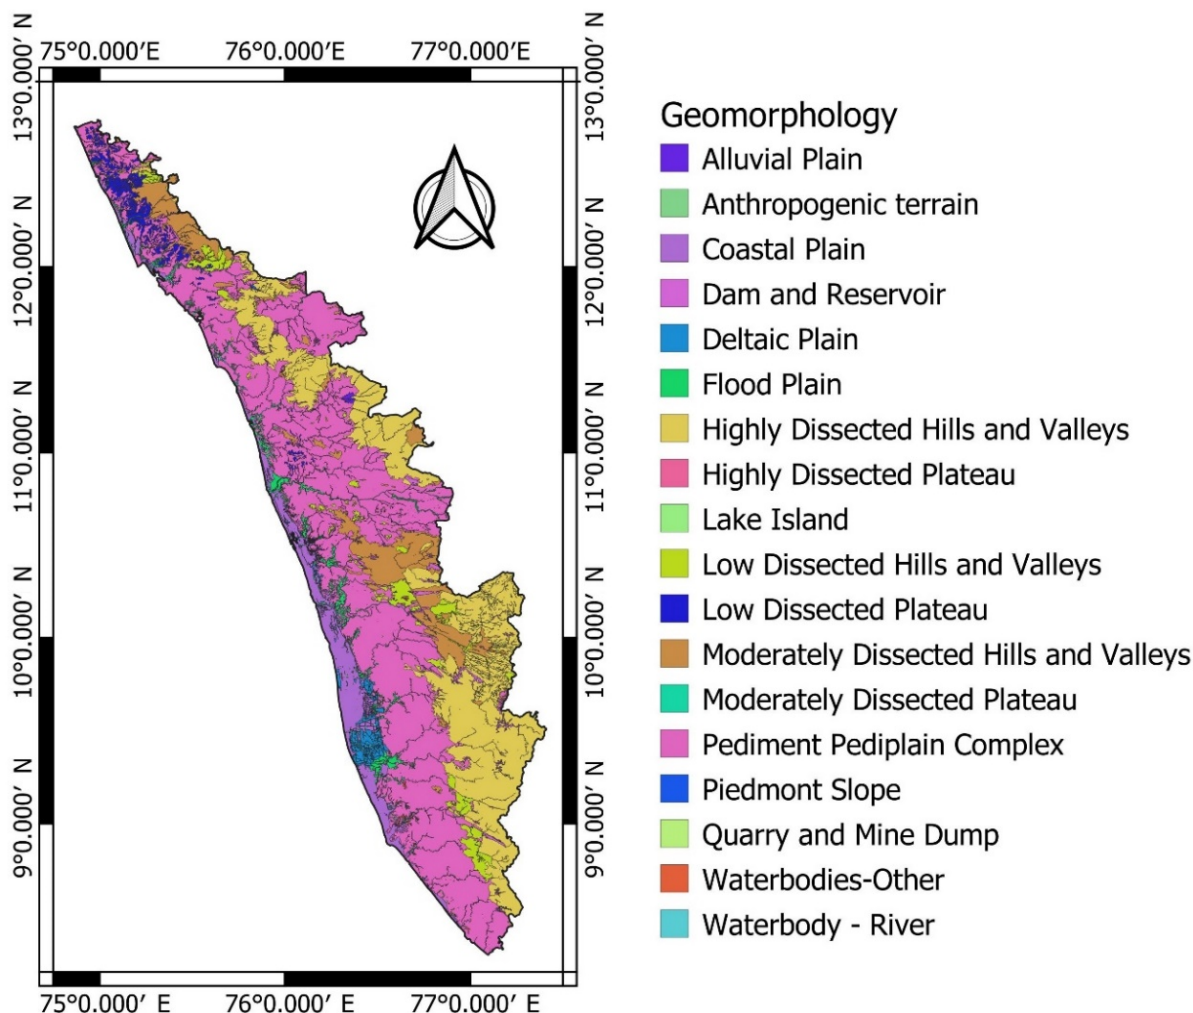 75°0.000′E 76°0.000′E 77°0.000′E
13°0.000′ N 13°0.000′ N
12°0.000′ N 12°0.000′ N
11°0.000′ N 11°0.000′ N
10°0.000′ N 10°0.000′ N
9°0.000′ N 9°0.000′ N
75°0.000′ E 76°0.000′ E 77°0.000′ E
Geomorphology
Alluvial Plain
Anthropogenic terrain
Coastal Plain
Dam and Reservoir
Deltaic Plain
Flood Plain
Highly Dissected Hills and Valleys
Highly Dissected Plateau
Lake Island
Low Dissected Hills and Valleys
Low Dissected Plateau
Moderately Dissected Hills and Valleys
Moderately Dissected Plateau
Pediment Pediplain Complex
Piedmont Slope
Quarry and Mine Dump
Waterbodies-Other
Waterbody - River